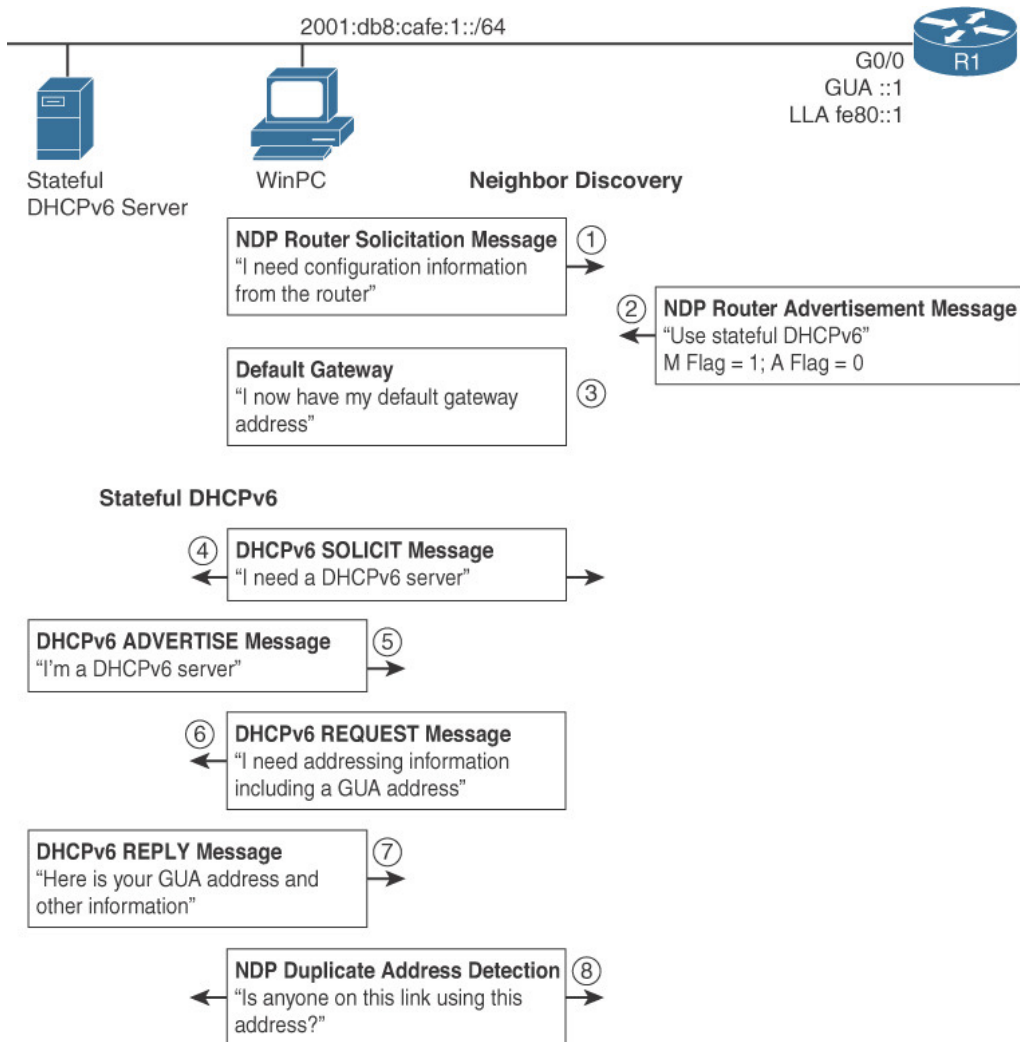 2001:db8:cafe:1::/64
G0/0
R1
GUA ::1
LLA fe80::1
Stateful
DHCPv6 Server
WinPC
Neighbor Discovery
NDP Router Solicitation Message
①
“I need configuration information
from the router”
②
NDP Router Advertisement Message
“Use stateful DHCPv6”
M Flag = 1; A Flag = 0
Default Gateway
“I now have my default gateway
address”
③
Stateful DHCPv6
④
DHCPv6 SOLICIT Message
“I need a DHCPv6 server”
DHCPv6 ADVERTISE Message
“I’m a DHCPv6 server”
⑤
⑥
DHCPv6 REQUEST Message
“I need addressing information
including a GUA address”
DHCPv6 REPLY Message
“Here is your GUA address and
other information”
⑦
NDP Duplicate Address Detection
⑧
“Is anyone on this link using this
address?”